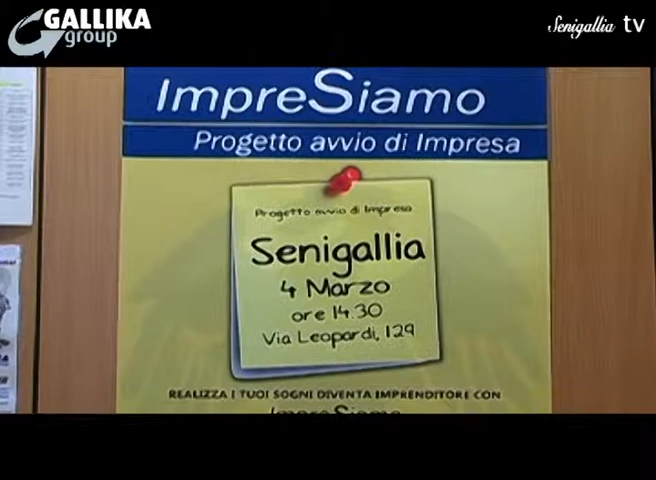 GALLIKA
group
Senigallia tv
ImpreSiamo
Progetto avvio di Impresa
Progetto avvio di Impresa
Senigallia
4 Marzo
ore 14.30
Via Leopardi, 129
REALIZZA I TUOI SOGNI DIVENTA IMPRENDITORE CON
ImpreSiamo